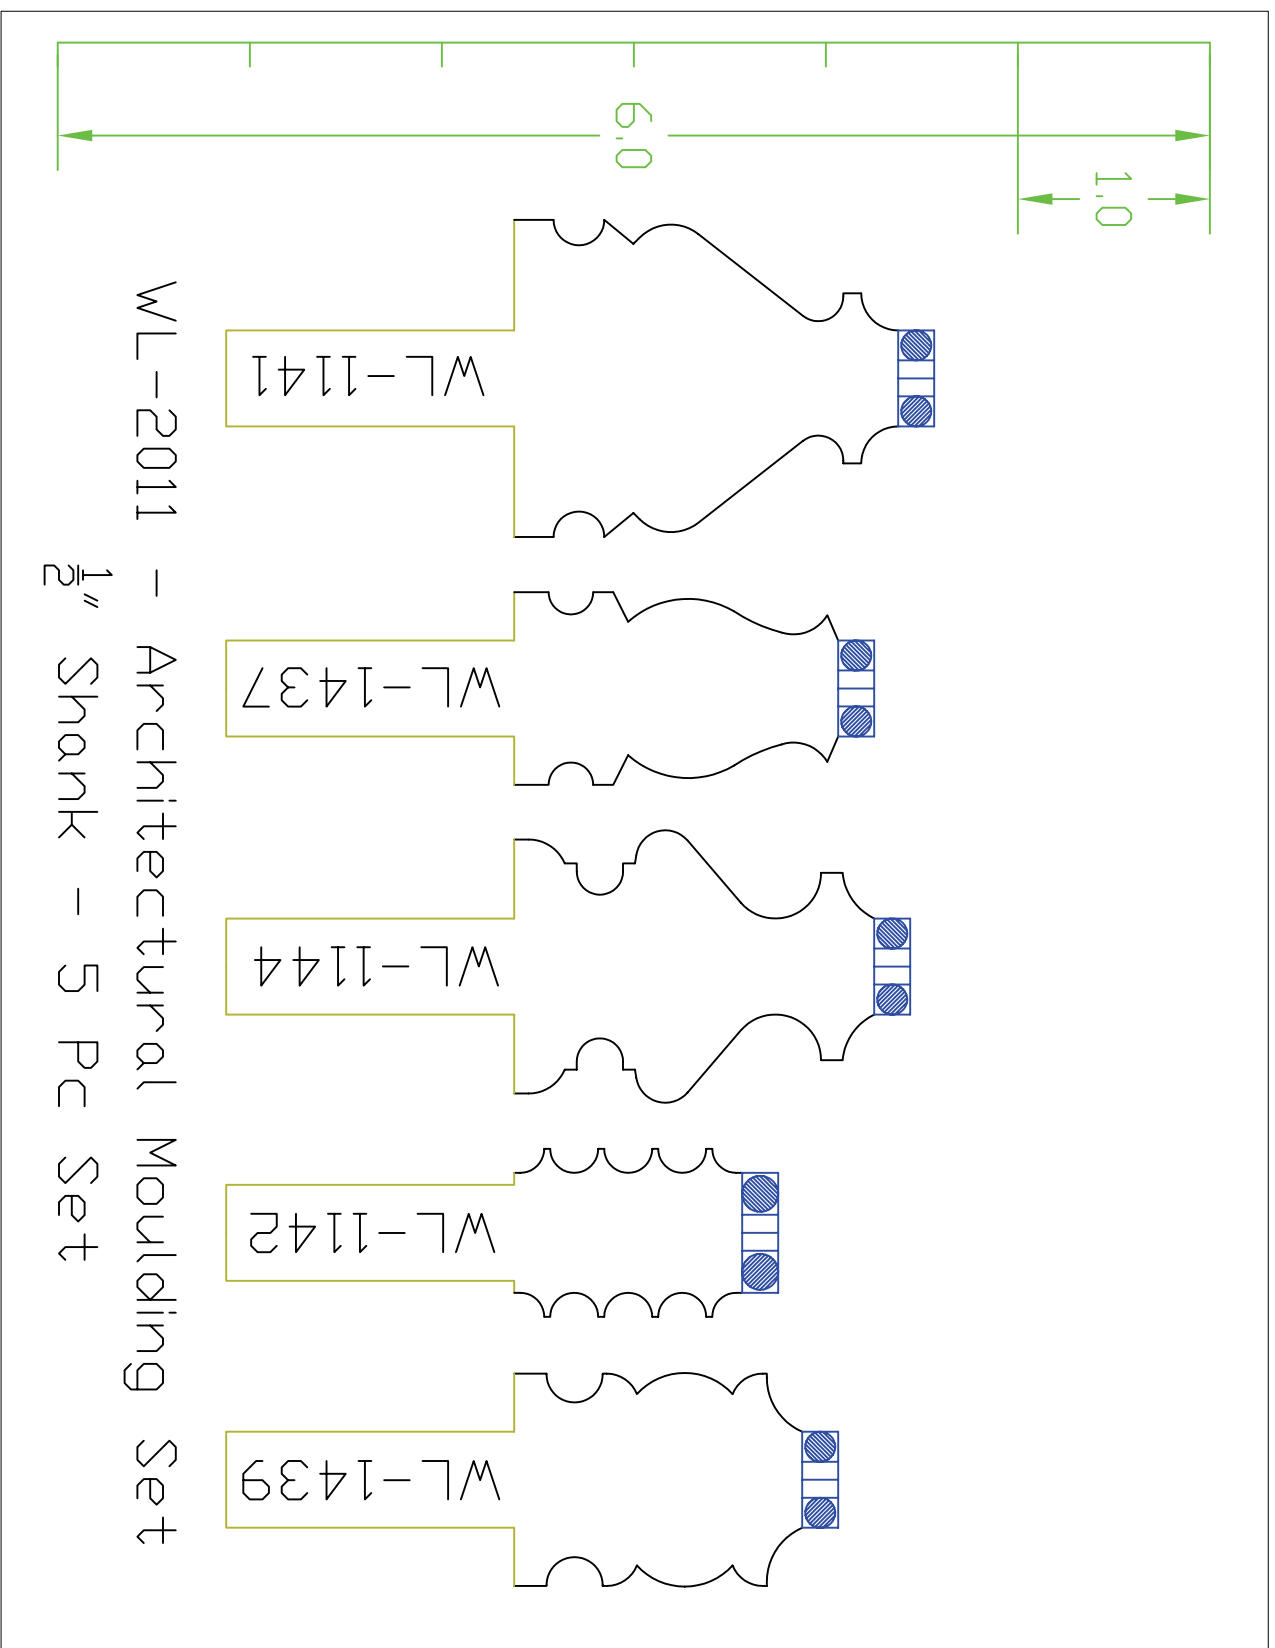 6.0
1.0
WL-1141
WL-1437
WL-1144
WL-1142
WL-1439
WL-2011 - Architectural Moulding Set
1/2" Shank - 5 Pc Set